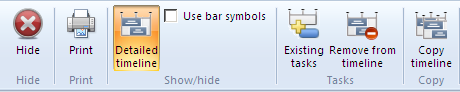 Hide
Print
Detailed timeline
Use bar symbols
Existing tasks
Remove from timeline
Copy timeline
Hide
Print
Show/hide
Tasks
Copy